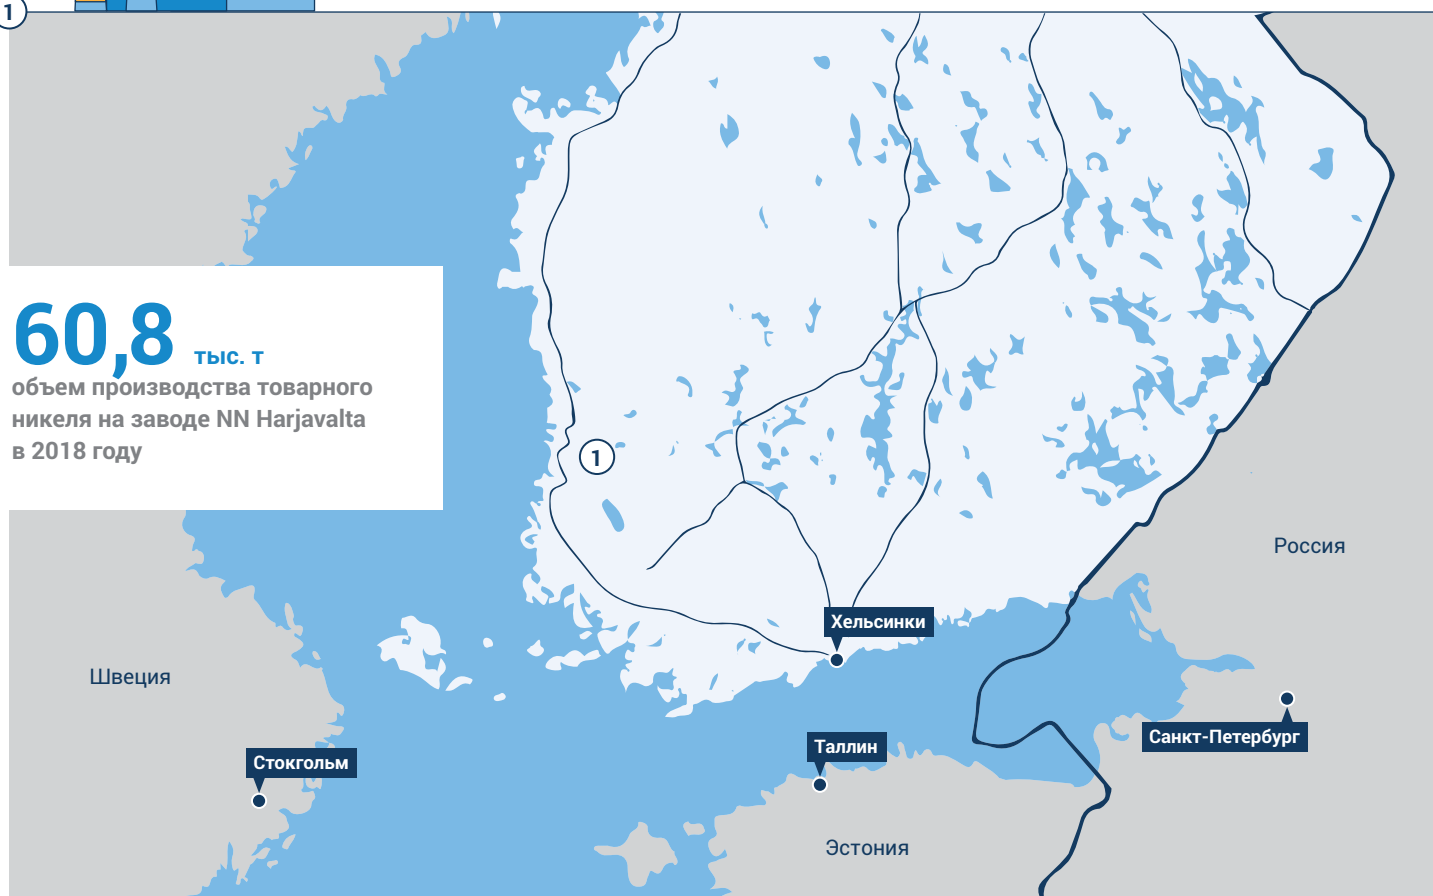 1
60,8 тыс. т
объем производства товарного
никеля на заводе NN Harjavalta
в 2018 году
1
Россия
Хельсинки
Швеция
Санкт-Петербург
Таллин
Стокгольм
Эстония